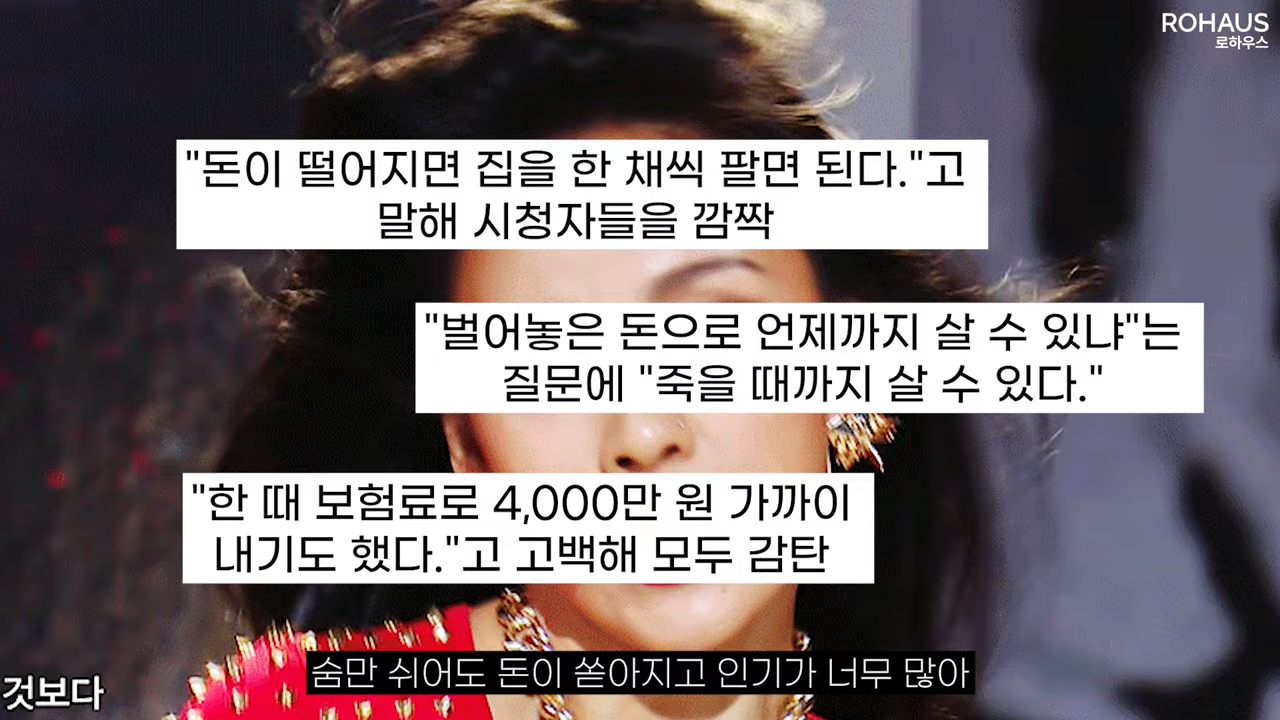 ROHAUS
로하우스
"돈이 떨어지면 집을 한 채씩 팔면 된다."고
말해 시청자들을 깜짝
"벌어놓은 돈으로 언제까지 살 수 있냐"는
질문에 "죽을 때까지 살 수 있다."
"한 때 보험료로 4,000만 원 가까이
내기도 했다."고 고백해 모두 감탄
숨만 쉬어도 돈이 쏟아지고 인기가 너무 많아
것보다